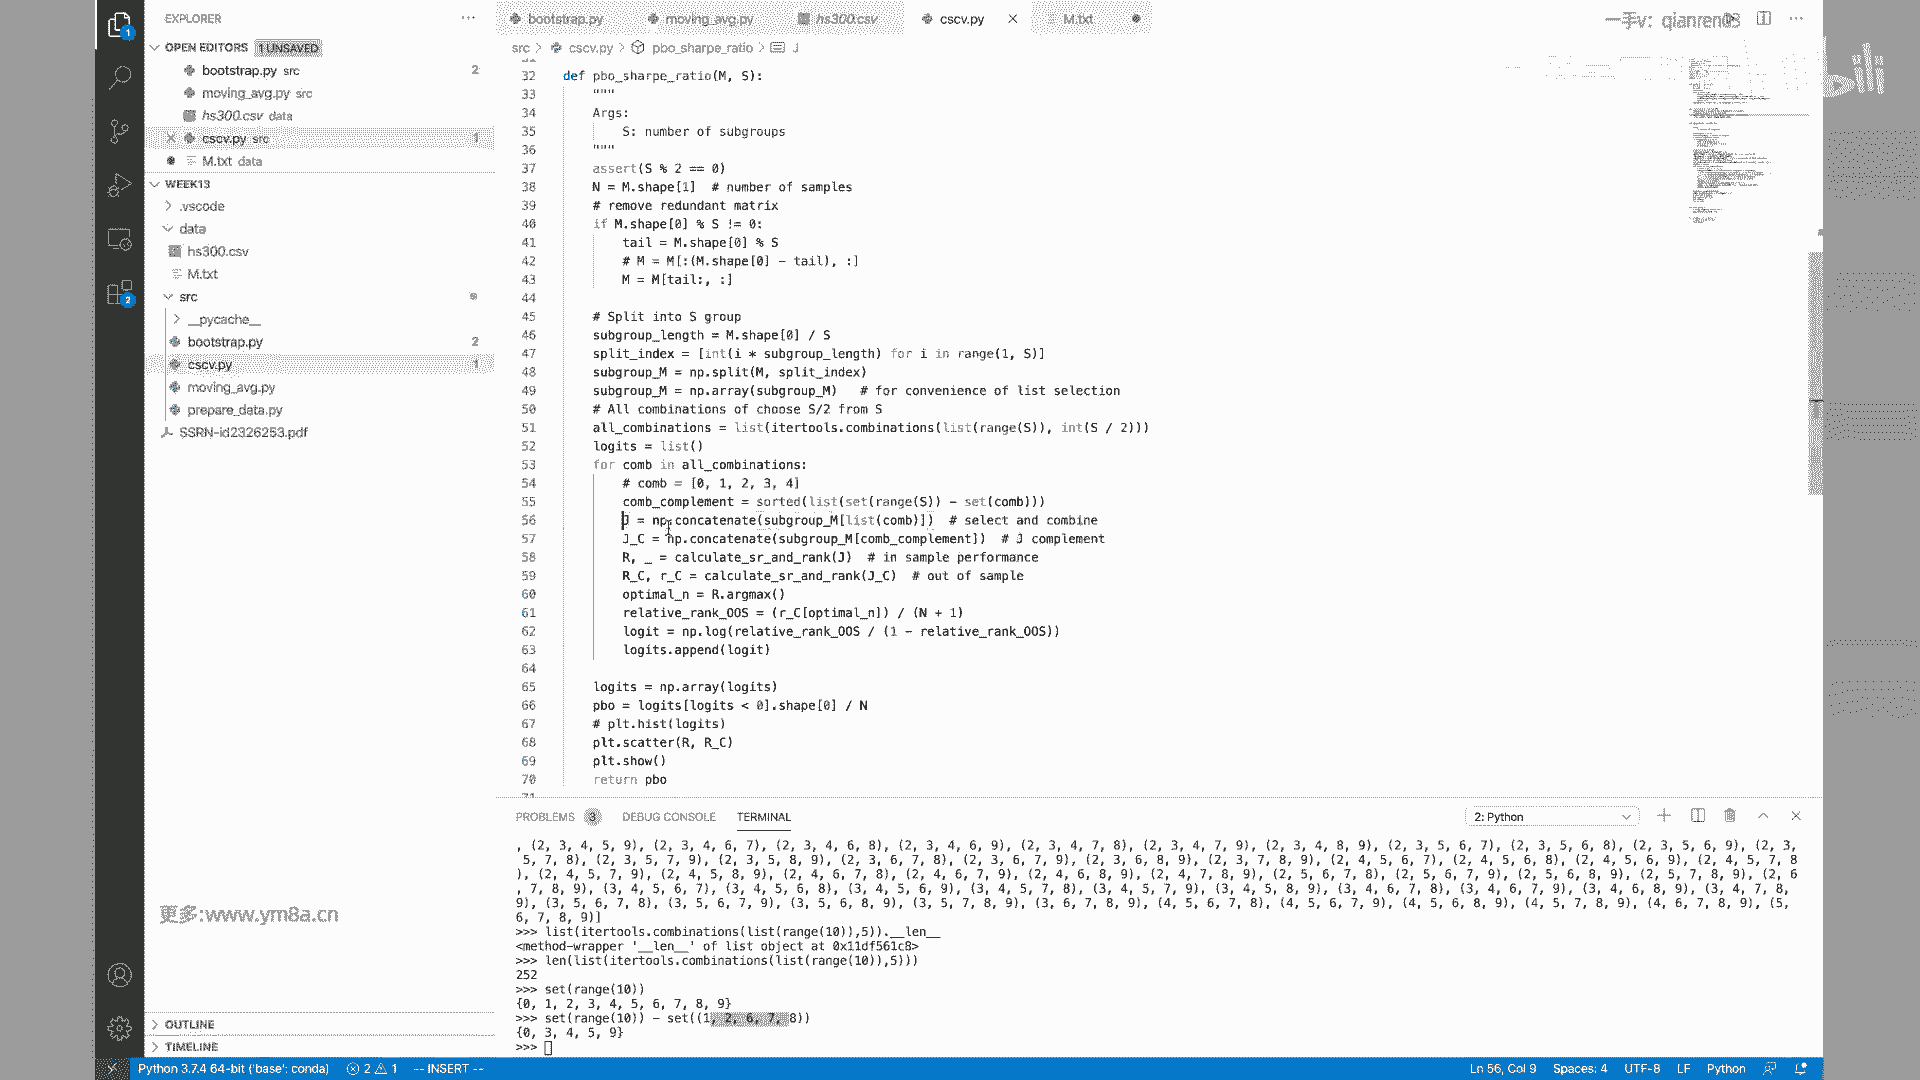 EXPLORER
OPEN EDITORS 1 UNSAVED
bootstrap.py src 2
moving_avg.py src
hs300.csv data
cscv.py src 1
M.txt data
WEEK13
.vscode
data
hs300.csv
M.txt
src
__pycache__
bootstrap.py 2
cscv.py 1
moving_avg.py
prepare_data.py
SSRN-id2326253.pdf
更多:www.ym8a.cn
OUTLINE
TIMELINE
bootstrap.py moving_avg.py hs300.csv cscv.py M.txt
一手v: qianren03
bili
src > cscv.py > pbo_sharpe_ratio > J
32 def pbo_sharpe_ratio(M, S):
33 """
34 Args:
35 S: number of subgroups
36 """
37 assert(S % 2 == 0)
38 N = M.shape[1] # number of samples
39 # remove redundant matrix
40 if M.shape[0] % S != 0:
41 tail = M.shape[0] % S
42 # M = M[:(M.shape[0] - tail), :]
43 M = M[tail:, :]
44
45 # Split into S group
46 subgroup_length = M.shape[0] / S
47 split_index = [int(i * subgroup_length) for i in range(1, S)]
48 subgroup_M = np.split(M, split_index)
49 subgroup_M = np.array(subgroup_M) # for convenience of list selection
50 # All combinations of choose S/2 from S
51 all_combinations = list(itertools.combinations(list(range(S)), int(S / 2)))
52 logits = list()
53 for comb in all_combinations:
54 # comb = [0, 1, 2, 3, 4]
55 comb_complement = sorted(list(set(range(S)) - set(comb)))
56 J = np.concatenate(subgroup_M[list(comb)]) # select and combine
57 J_C = np.concatenate(subgroup_M[comb_complement]) # J complement
58 R, _ = calculate_sr_and_rank(J) # in sample performance
59 R_C, r_C = calculate_sr_and_rank(J_C) # out of sample
60 optimal_n = R.argmax()
61 relative_rank_OOS = (r_C[optimal_n]) / (N + 1)
62 logit = np.log(relative_rank_OOS / (1 - relative_rank_OOS))
63 logits.append(logit)
64
65 logits = np.array(logits)
66 pbo = logits[logits < 0].shape[0] / N
67 # plt.hist(logits)
68 plt.scatter(R, R_C)
69 plt.show()
70 return pbo
PROBLEMS 3 DEBUG CONSOLE TERMINAL 2: Python
, (2, 3, 4, 5, 9), (2, 3, 4, 6, 7), (2, 3, 4, 6, 8), (2, 3, 4, 6, 9), (2, 3, 4, 7, 8), (2, 3, 4, 7, 9), (2, 3, 4, 8, 9), (2, 3, 5, 6, 7), (2, 3, 5, 6, 8), (2, 3, 5, 6, 9), (2, 3,
5, 7, 8), (2, 3, 5, 7, 9), (2, 3, 5, 8, 9), (2, 3, 6, 7, 8), (2, 3, 6, 7, 9), (2, 3, 6, 8, 9), (2, 3, 7, 8, 9), (2, 4, 5, 6, 7), (2, 4, 5, 6, 8), (2, 4, 5, 6, 9), (2, 4, 5, 7, 8
), (2, 4, 5, 7, 9), (2, 4, 5, 8, 9), (2, 4, 6, 7, 8), (2, 4, 6, 7, 9), (2, 4, 6, 8, 9), (2, 4, 7, 8, 9), (2, 5, 6, 7, 8), (2, 5, 6, 7, 9), (2, 5, 6, 8, 9), (2, 5, 7, 8, 9), (2, 6
, 7, 8, 9), (3, 4, 5, 6, 7), (3, 4, 5, 6, 8), (3, 4, 5, 6, 9), (3, 4, 5, 7, 8), (3, 4, 5, 7, 9), (3, 4, 5, 8, 9), (3, 4, 6, 7, 8), (3, 4, 6, 7, 9), (3, 4, 6, 8, 9), (3, 4, 7, 8,
9), (3, 5, 6, 7, 8), (3, 5, 6, 7, 9), (3, 5, 6, 8, 9), (3, 5, 7, 8, 9), (3, 6, 7, 8, 9), (4, 5, 6, 7, 8), (4, 5, 6, 7, 9), (4, 5, 6, 8, 9), (4, 5, 7, 8, 9), (4, 6, 7, 8, 9), (5,
6, 7, 8, 9)]
>>> list(itertools.combinations(list(range(10)),5)).__len__
<method-wrapper '__len__' of list object at 0x11df561c8>
>>> len(list(itertools.combinations(list(range(10)),5)))
252
>>> set(range(10))
{0, 1, 2, 3, 4, 5, 6, 7, 8, 9}
>>> set(range(10)) - set((1, 2, 6, 7, 8))
{0, 3, 4, 5, 9}
>>>
Python 3.7.4 64-bit ('base': conda) 2 1 -- INSERT -- Ln 56, Col 9 Spaces: 4 UTF-8 LF Python